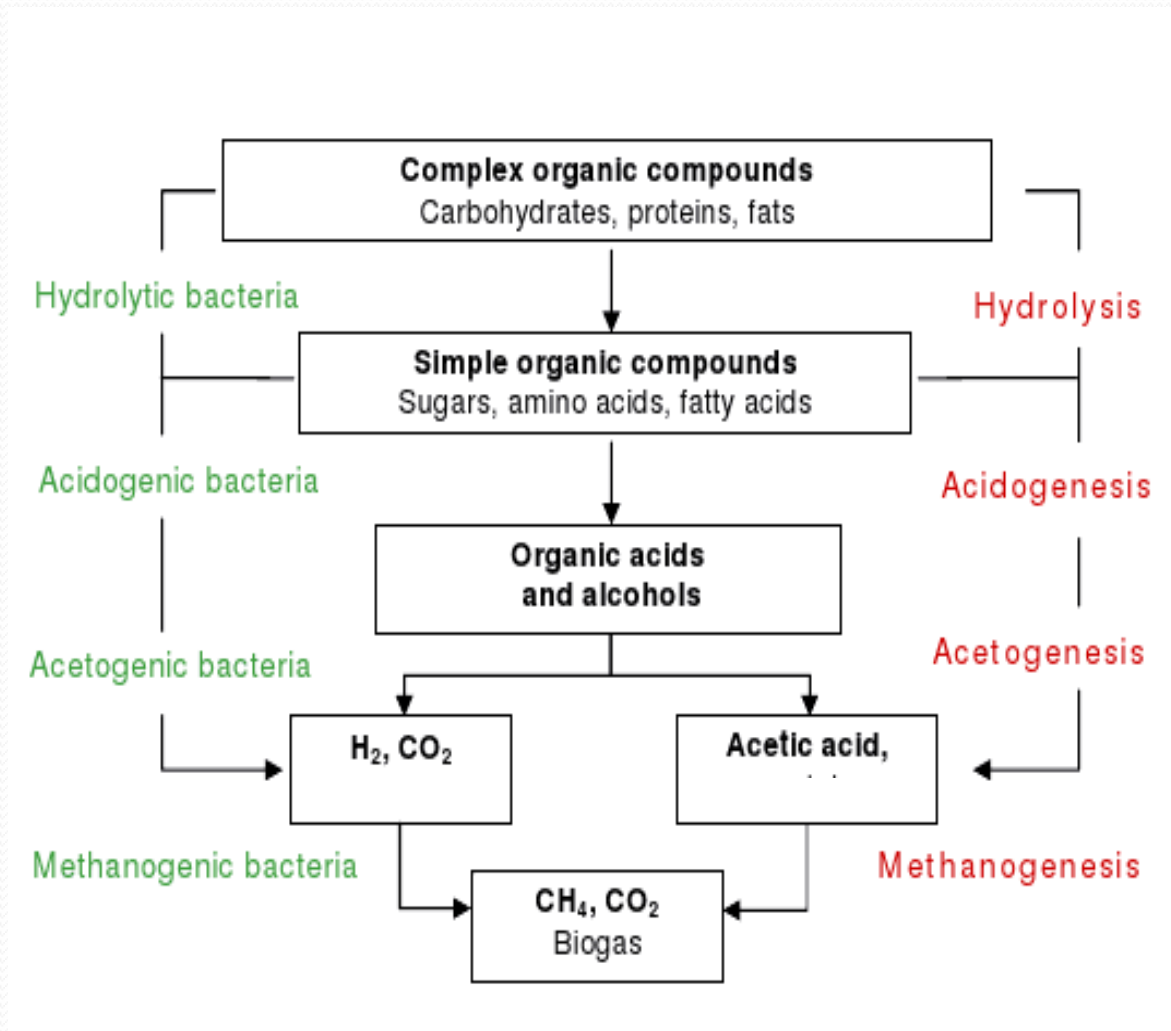 Complex organic compounds
Carbohydrates, proteins, fats
Hydrolytic bacteria
Hydrolysis
Simple organic compounds
Sugars, amino acids, fatty acids
Acidogenic bacteria
Acidogenesis
Organic acids
and alcohols
Acetogenic bacteria
Acetogenesis
H₂, CO₂
Acetic acid,
Methanogenic bacteria
Methanogenesis
CH₄, CO₂
Biogas